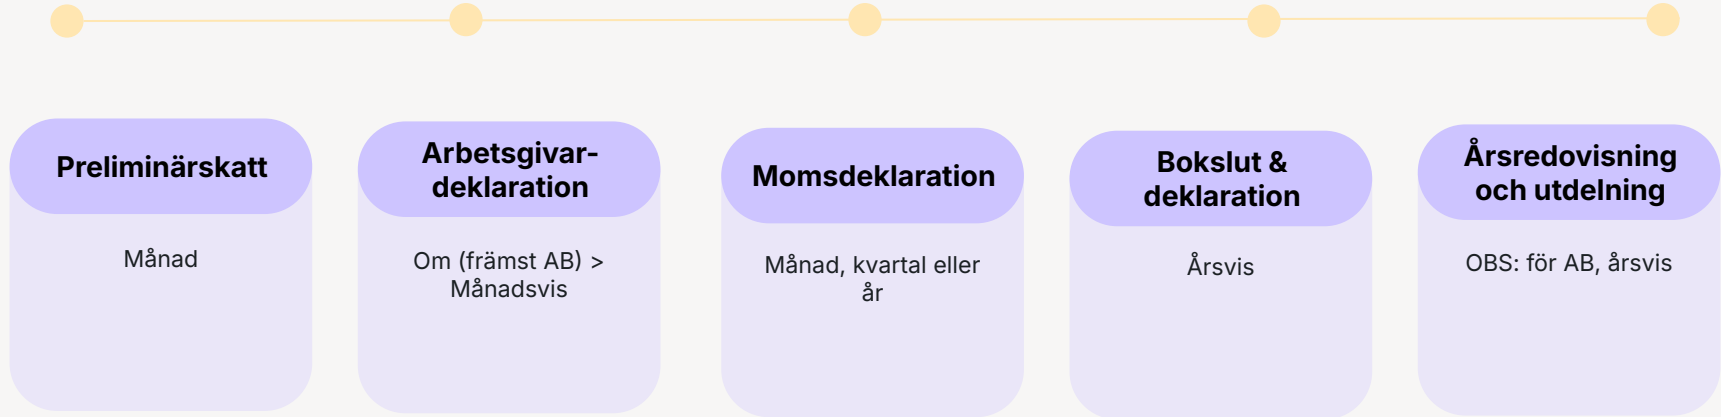 Preliminärskatt
Månad
Arbetsgivar-
deklaration
Om (främst AB) >
Månadsvis
Momsdeklaration
Månad, kvartal eller
år
Bokslut &
deklaration
Årsvis
Årsredovisning
och utdelning
OBS: för AB, årsvis